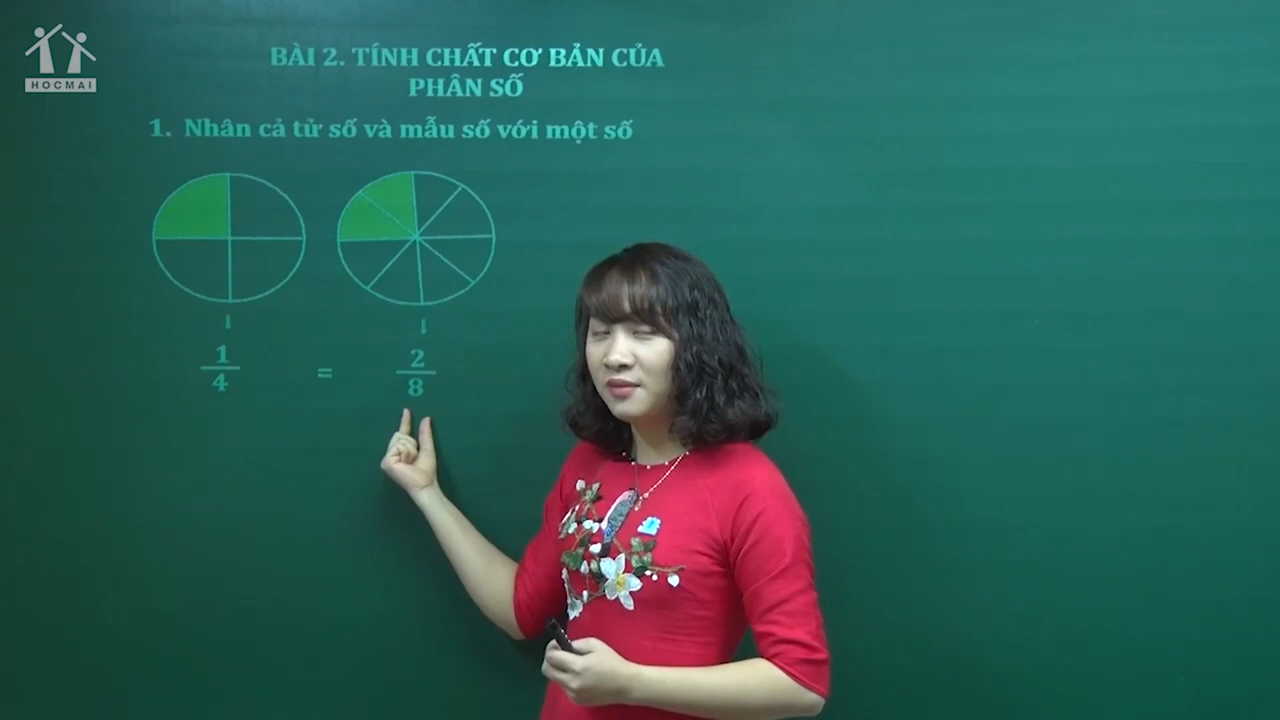 HOCMAI
BÀI 2. TÍNH CHẤT CƠ BẢN CỦA
PHÂN SỐ
1. Nhân cả tử số và mẫu số với một số
1/4 = 2/8